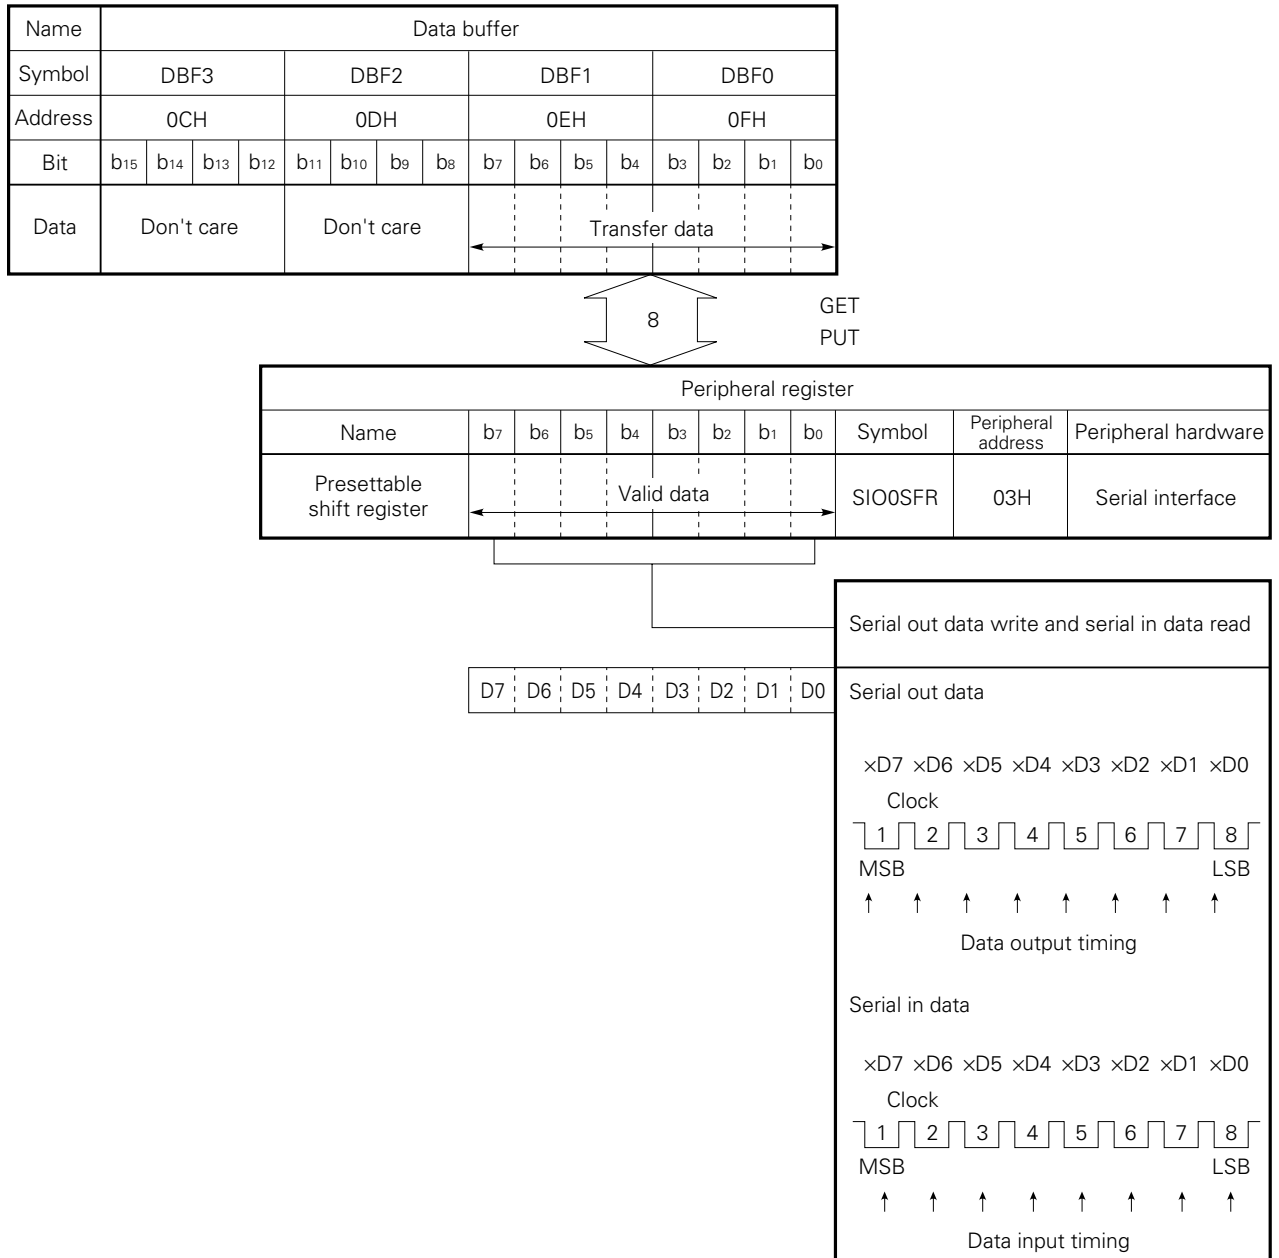 Name Data buffer
Symbol DBF3 DBF2 DBF1 DBF0
Address 0CH 0DH 0EH 0FH
Bit b15 b14 b13 b12 b11 b10 b9 b8 b7 b6 b5 b4 b3 b2 b1 b0
Data Don't care Don't care Transfer data
8
GET
PUT
Peripheral register
Name b7 b6 b5 b4 b3 b2 b1 b0 Symbol Peripheral address Peripheral hardware
Presettable
shift register
Valid data SIO0SFR 03H Serial interface
Serial out data write and serial in data read
D7 D6 D5 D4 D3 D2 D1 D0
Serial out data
×D7 ×D6 ×D5 ×D4 ×D3 ×D2 ×D1 ×D0
Clock
1 2 3 4 5 6 7 8
MSB LSB
Data output timing
Serial in data
×D7 ×D6 ×D5 ×D4 ×D3 ×D2 ×D1 ×D0
Clock
1 2 3 4 5 6 7 8
MSB LSB
Data input timing